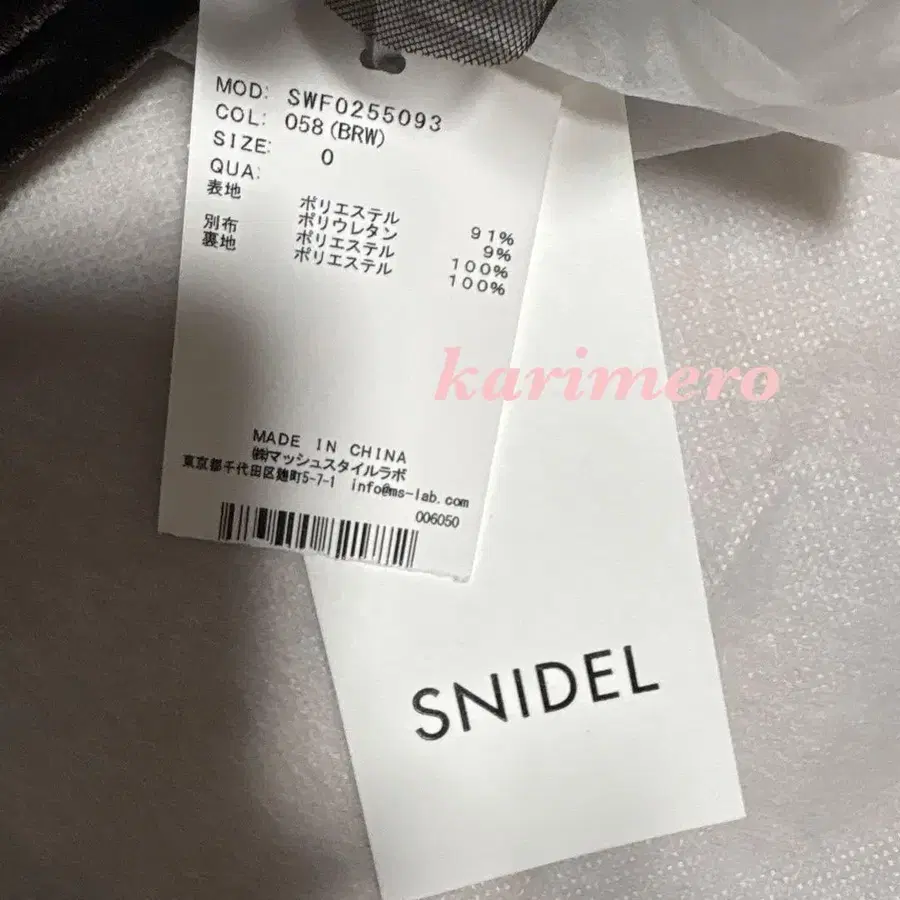 MOD: SWF0255093
COL: 058(BRW)
SIZE: 0
QUA:
表地 ポリエステル 91%
ポリウレタン 9%
別布 ポリエステル 100%
裏地 ポリエステル 100%
karimero
MADE IN CHINA
㈱マッシュスタイルラボ
東京都千代田区麹町5-7-1 info@ms-lab.com
006050
SNIDEL